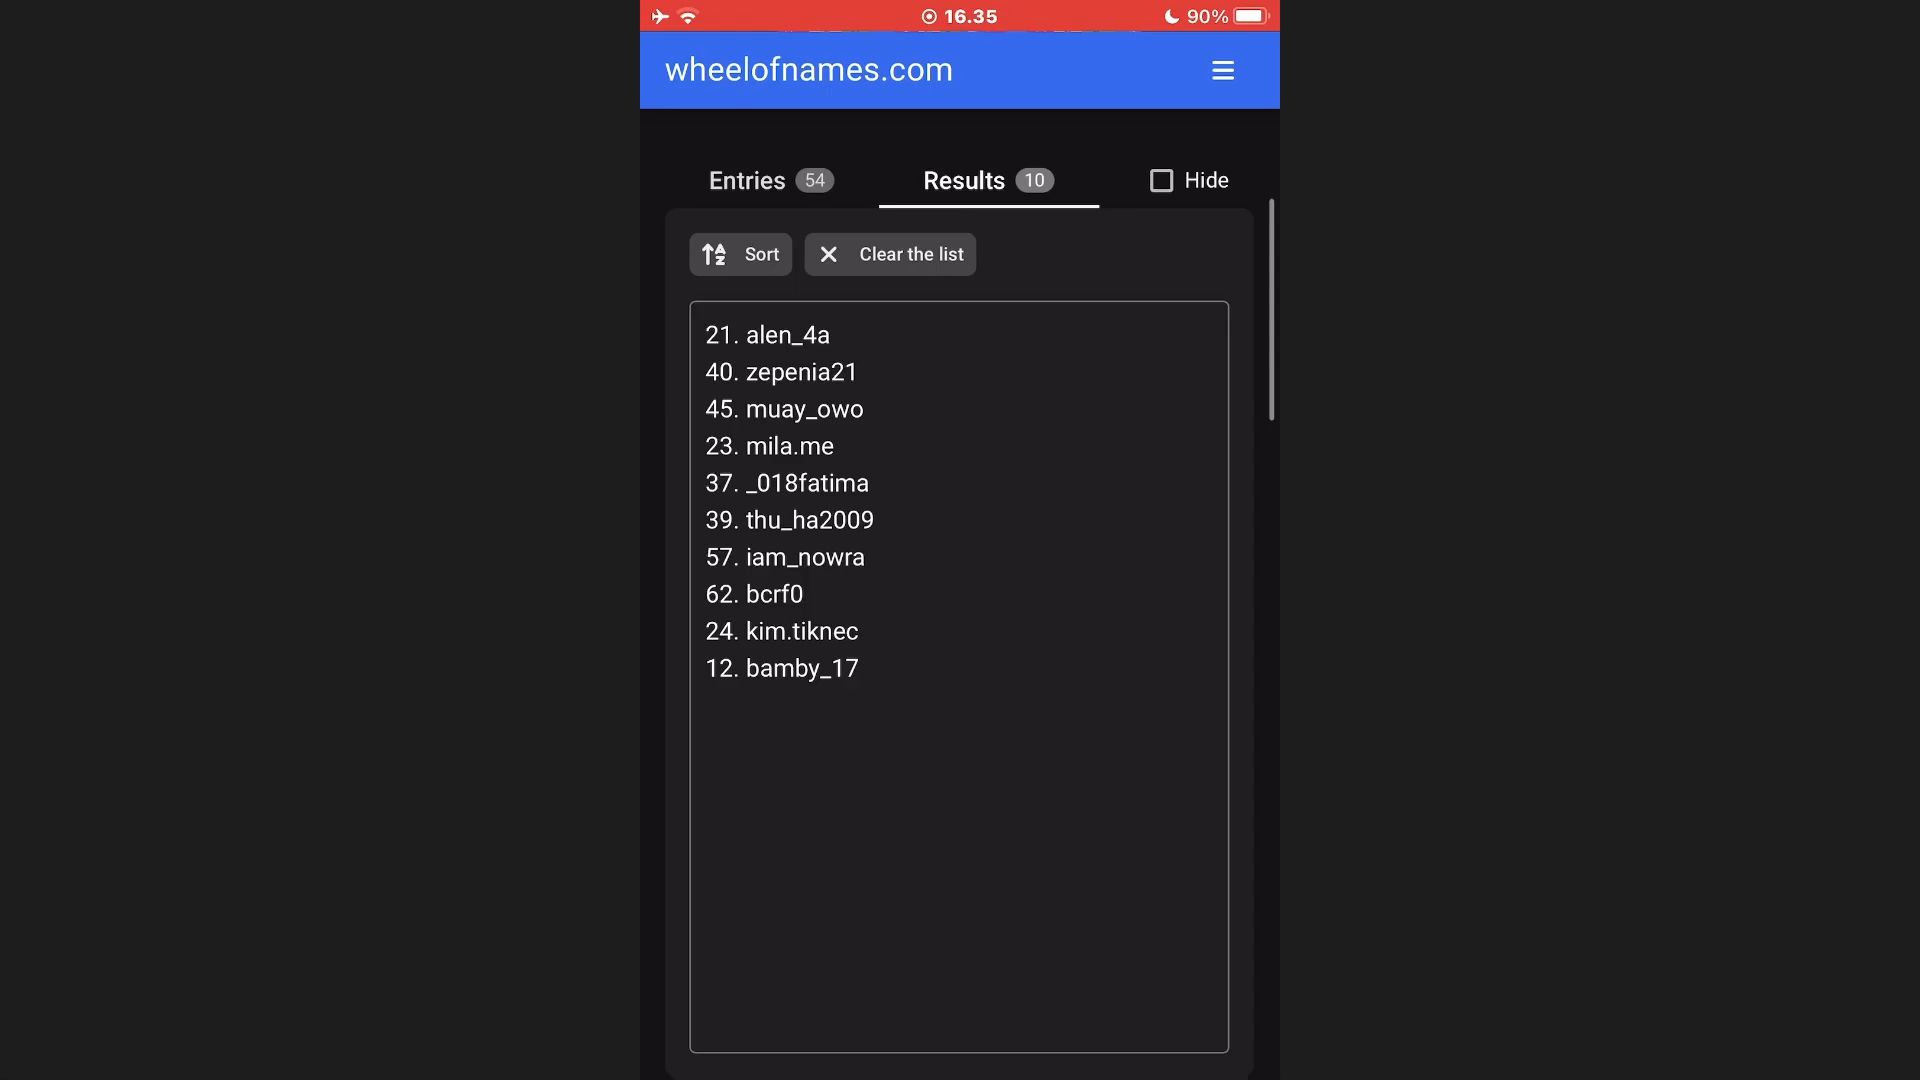 16.35
90%
wheelofnames.com
Entries 54 Results 10 Hide
Sort Clear the list
21. alen_4a
40. zepenia21
45. muay_owo
23. mila.me
37. _018fatima
39. thu_ha2009
57. iam_nowra
62. bcrf0
24. kim.tiknec
12. bamby_17